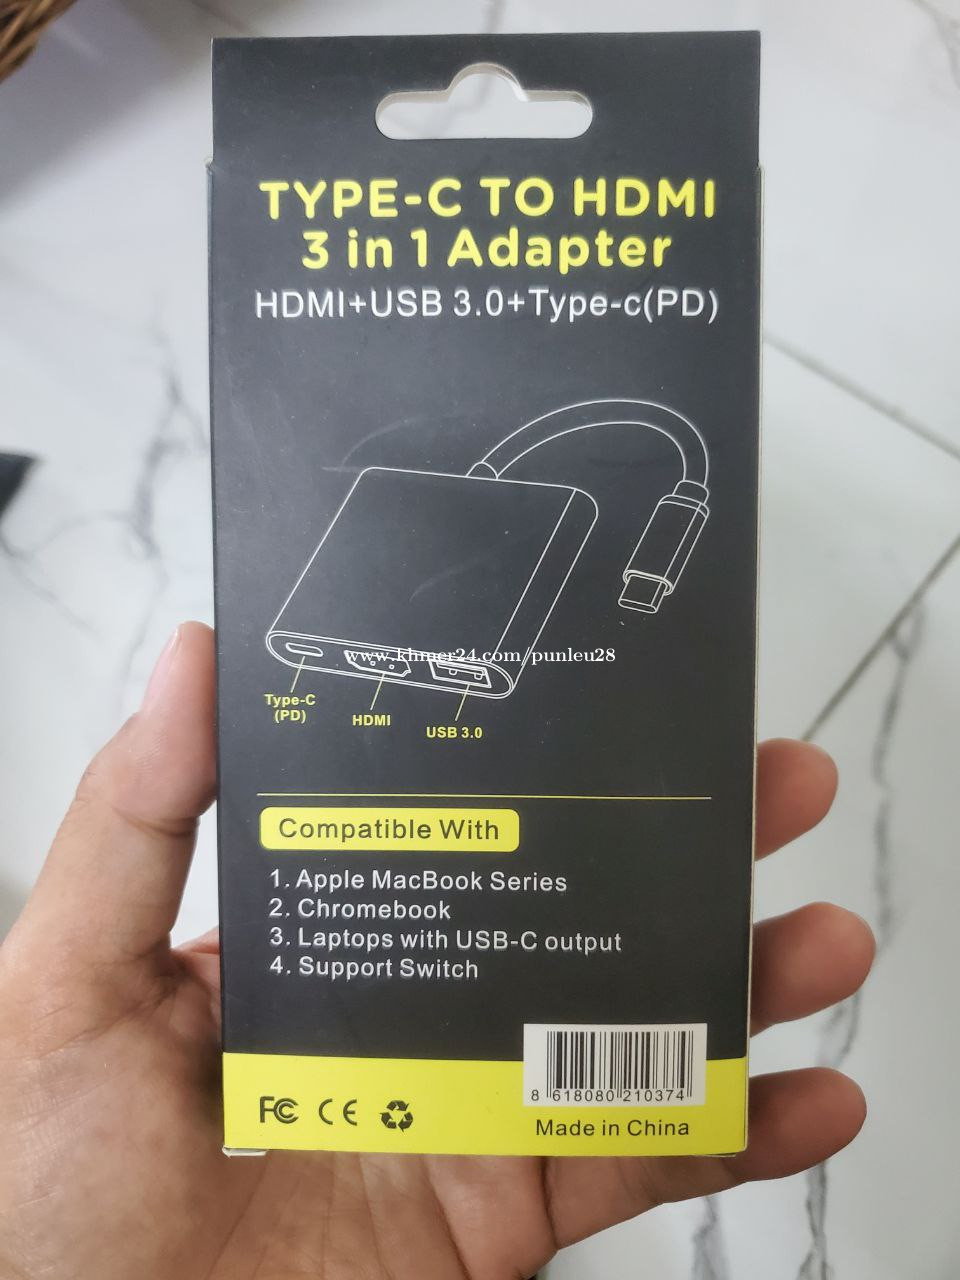 TYPE-C TO HDMI
3 in 1 Adapter
HDMI+USB 3.0+Type-c(PD)
www.khmer24.com/punleu28
Type-C
(PD)
HDMI
USB 3.0
Compatible With
1. Apple MacBook Series
2. Chromebook
3. Laptops with USB-C output
4. Support Switch
8 618080 210374
FC CE
Made in China